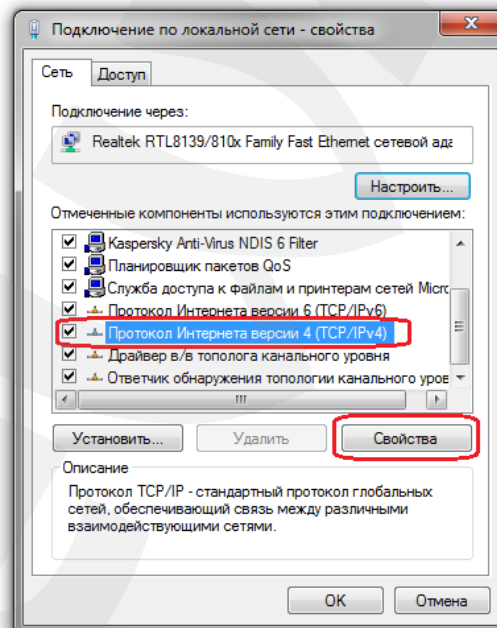 Подключение по локальной сети - свойства
Сеть
Доступ
Подключение через:
Realtek RTL8139/810x Family Fast Ethernet сетевой ада
Настроить...
Отмеченные компоненты используются этим подключением:
Kaspersky Anti-Virus NDIS 6 Filter
Планировщик пакетов QoS
Служба доступа к файлам и принтерам сетей Micro
Протокол Интернета версии 6 (TCP/IPv6)
Протокол Интернета версии 4 (TCP/IPv4)
Драйвер в/в тополога канального уровня
Ответчик обнаружения топологии канального уров
Установить...
Удалить
Свойства
Описание
Протокол TCP/IP - стандартный протокол глобальных
сетей, обеспечивающий связь между различными
взаимодействующими сетями.
OK
Отмена